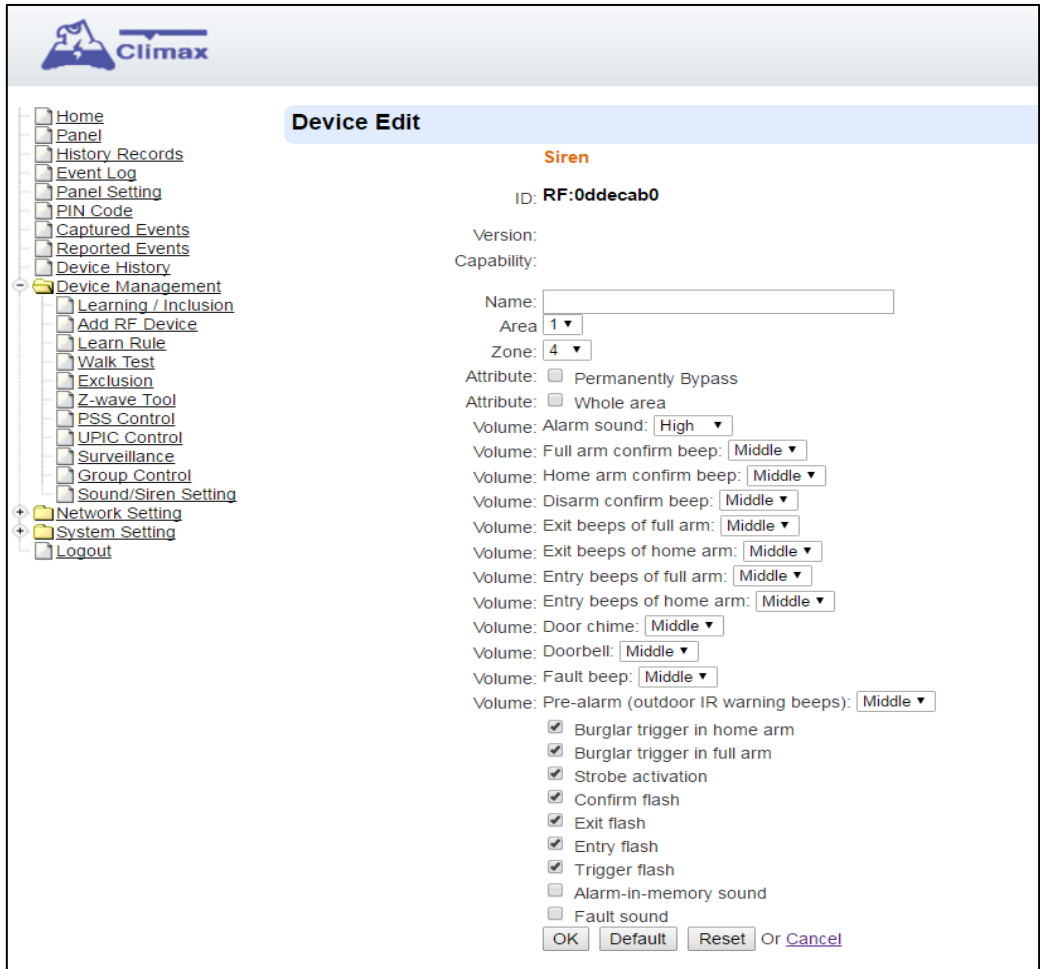 Climax
Home
Panel
History Records
Event Log
Panel Setting
PIN Code
Captured Events
Reported Events
Device History
Device Management
Learning / Inclusion
Add RF Device
Learn Rule
Walk Test
Exclusion
Z-wave Tool
PSS Control
UPIC Control
Surveillance
Group Control
Sound/Siren Setting
Network Setting
System Setting
Logout
Device Edit
Siren
ID: RF:0ddecab0
Version:
Capability:
Name:
Area 1
Zone: 4
Attribute: Permanently Bypass
Attribute: Whole area
Volume: Alarm sound: High
Volume: Full arm confirm beep: Middle
Volume: Home arm confirm beep: Middle
Volume: Disarm confirm beep: Middle
Volume: Exit beeps of full arm: Middle
Volume: Exit beeps of home arm: Middle
Volume: Entry beeps of full arm: Middle
Volume: Entry beeps of home arm: Middle
Volume: Door chime: Middle
Volume: Doorbell: Middle
Volume: Fault beep: Middle
Volume: Pre-alarm (outdoor IR warning beeps): Middle
Burglar trigger in home arm
Burglar trigger in full arm
Strobe activation
Confirm flash
Exit flash
Entry flash
Trigger flash
Alarm-in-memory sound
Fault sound
OK Default Reset Or Cancel